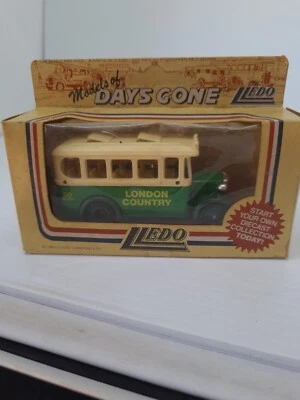 Models of
DAYS GONE
LLEDO
LONDON
COUNTRY
START
YOUR OWN
DIECAST
COLLECTION
TODAY!
LLEDO